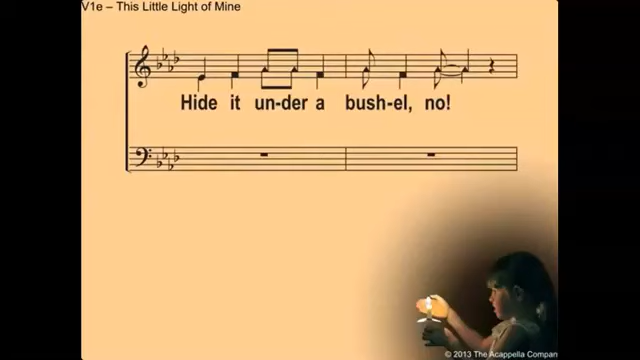 V1e – This Little Light of Mine
Hide it un-der a bush-el, no!
© 2013 The Acappella Compan